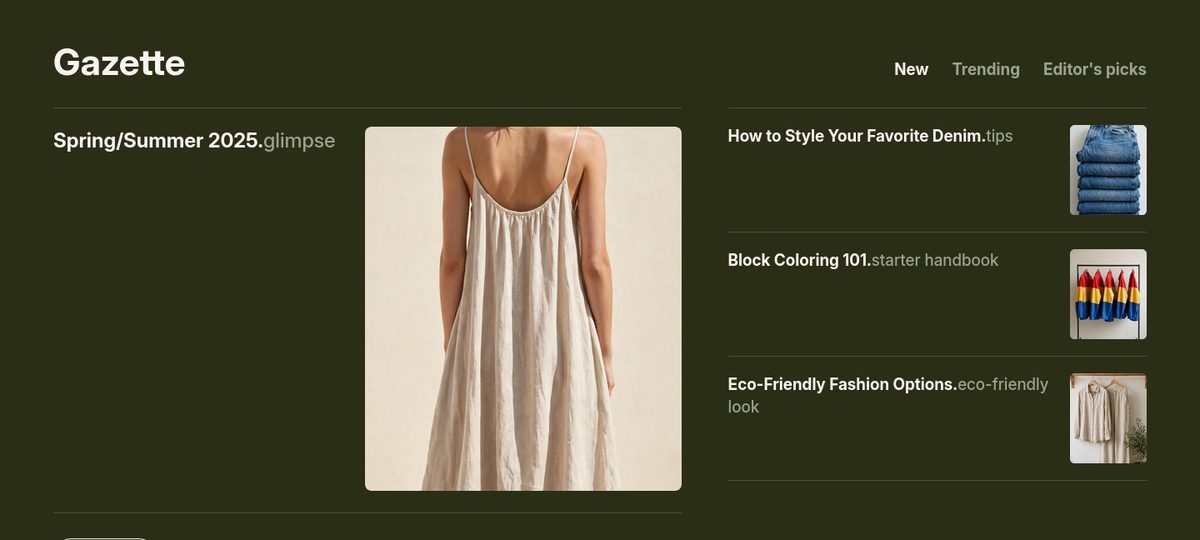 Gazette
New Trending Editor's picks
Spring/Summer 2025.glimpse
How to Style Your Favorite Denim.tips
Block Coloring 101.starter handbook
Eco-Friendly Fashion Options.eco-friendly
look